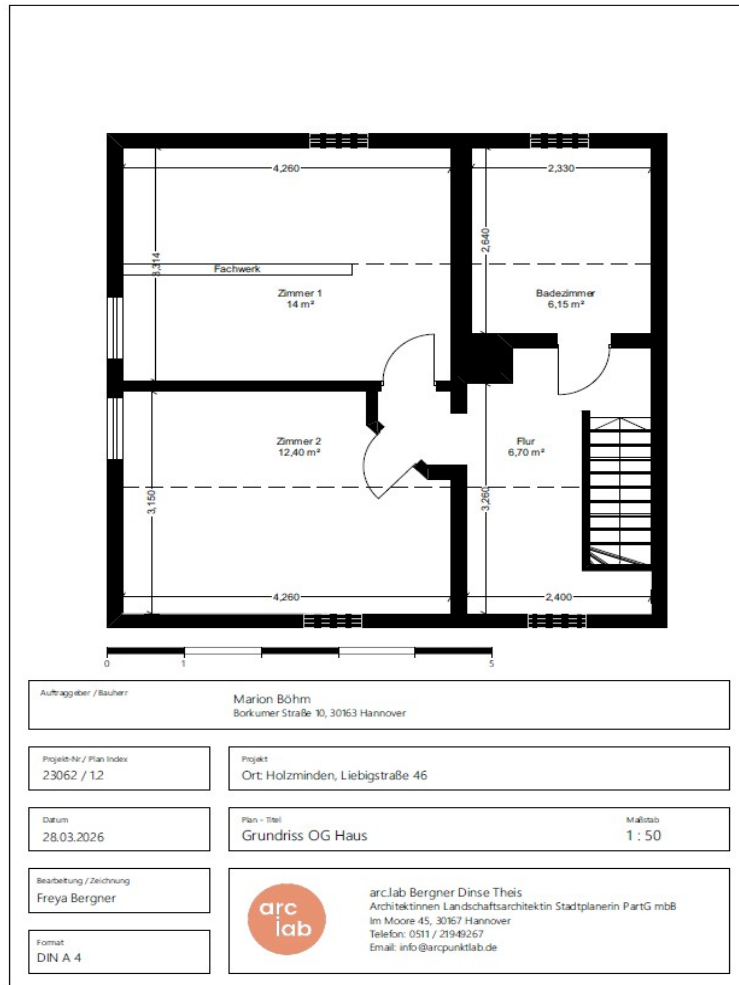 4,260
2,330
2,640
3,314
Fachwerk
Zimmer 1
14 m²
Badezimmer
6,15 m²
Zimmer 2
12,40 m²
Flur
6,70 m²
3,150
3,260
4,260
2,400
0 1 5
Auftraggeber / Bauherr
Marion Böhm
Borkumer Straße 10, 30163 Hannover
Projekt-Nr./ Plan Index
23062 / 1.2
Projekt
Ort: Holzminden, Liebigstraße 46
Datum
28.03.2026
Plan - Titel
Grundriss OG Haus
Maßstab
1 : 50
Bearbeitung / Zeichnung
Freya Bergner
Format
DIN A 4
arc
lab
arc.lab Bergner Dinse Theis
Architektinnen Landschaftsarchitektin Stadtplanerin PartG mbB
Im Moore 45, 30167 Hannover
Telefon: 0511 / 21949267
Email: info@arcpunktlab.de